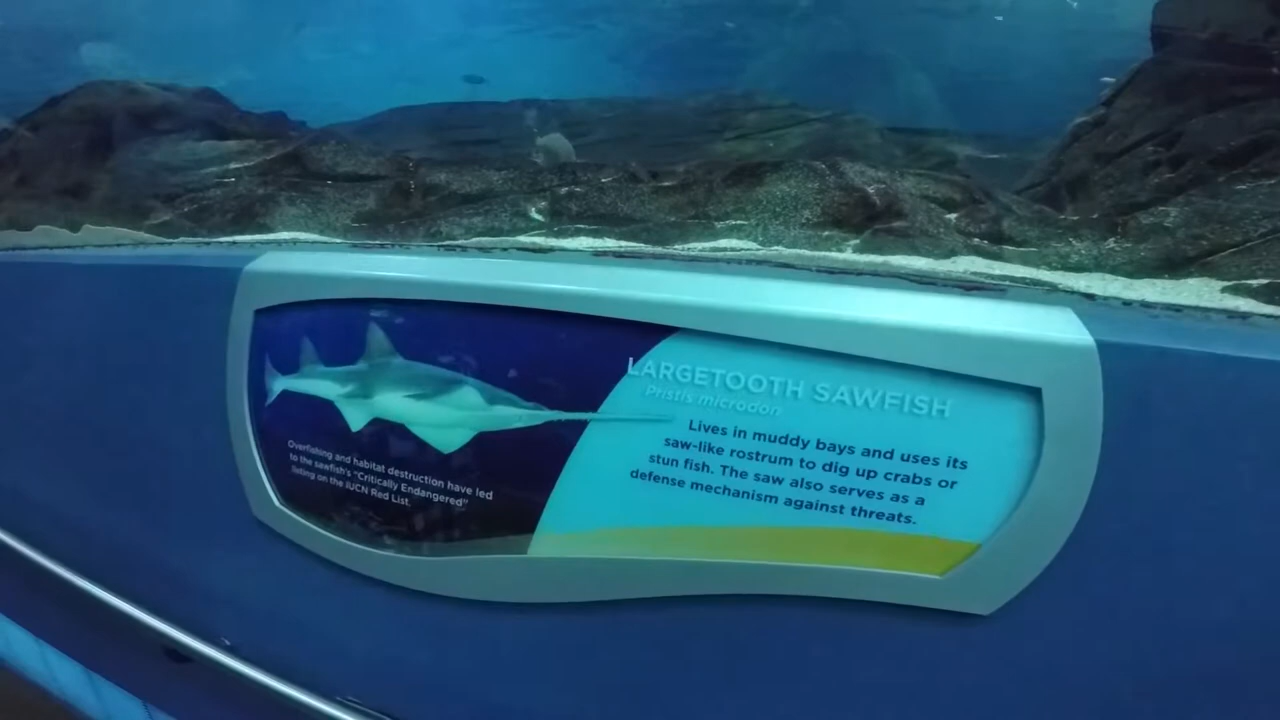 LARGETOOTH SAWFISH
Pristis microdon
Lives in muddy bays and uses its
saw-like rostrum to dig up crabs or
stun fish. The saw also serves as a
defense mechanism against threats.
Overfishing and habitat destruction have led
to the sawfish's "Critically Endangered"
listing on the IUCN Red List.